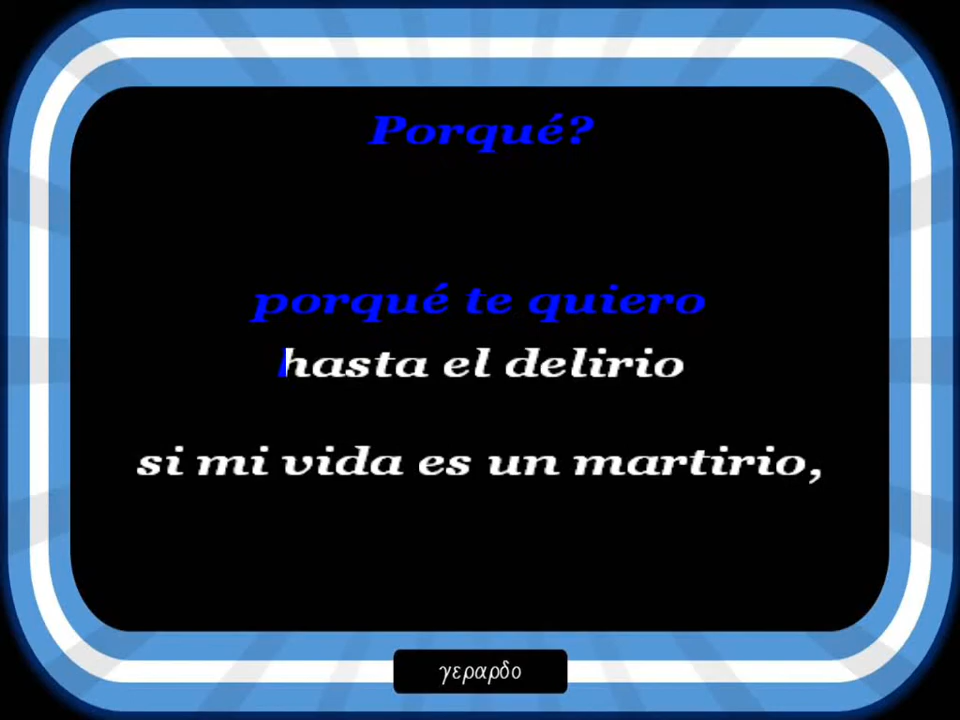 Porqué?
porqué te quiero
hasta el delirio
si mi vida es un martirio,
γεραρδο